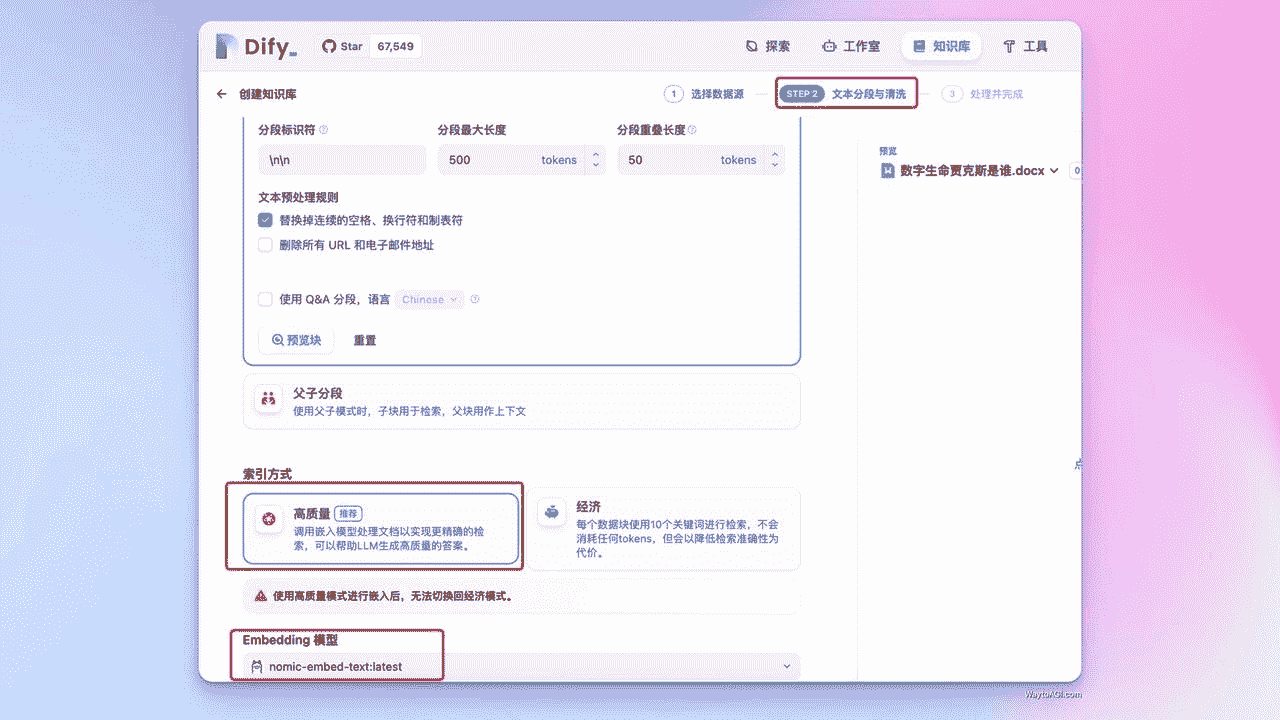 Dify_
Star 67,549
探索
工作室
知识库
工具
创建知识库
1 选择数据源
STEP 2 文本分段与清洗
3 处理并完成
分段标识符
分段最大长度
分段重叠长度
\n\n
500 tokens
50 tokens
文本预处理规则
替换掉连续的空格、换行符和制表符
删除所有 URL 和电子邮件地址
使用 Q&A 分段，语言 Chinese
预览块
重置
父子分段
使用父子模式时，子块用于检索，父块用作上下文
索引方式
高质量 推荐
调用嵌入模型处理文档以实现更精确的检
索，可以帮助LLM生成高质量的答案。
经济
每个数据块使用10个关键词进行检索，不会
消耗任何tokens，但会以降低检索准确性为
代价。
使用高质量模式进行嵌入后，无法切换回经济模式。
Embedding 模型
nomic-embed-text:latest
预览
数字生命贾克斯是谁.docx
0
WaytoAGI.com